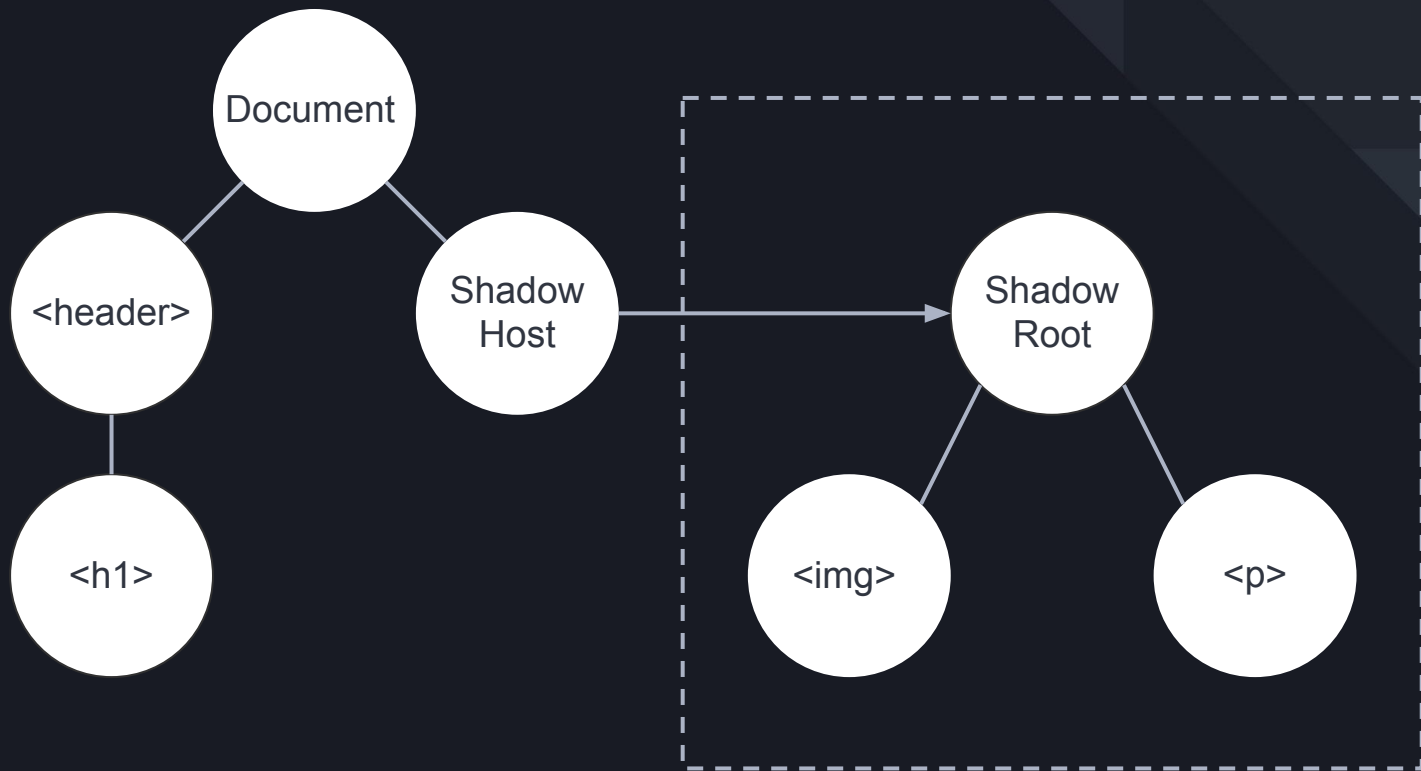 Document
<header>
Shadow
Host
Shadow
Root
<h1>
<img>
<p>